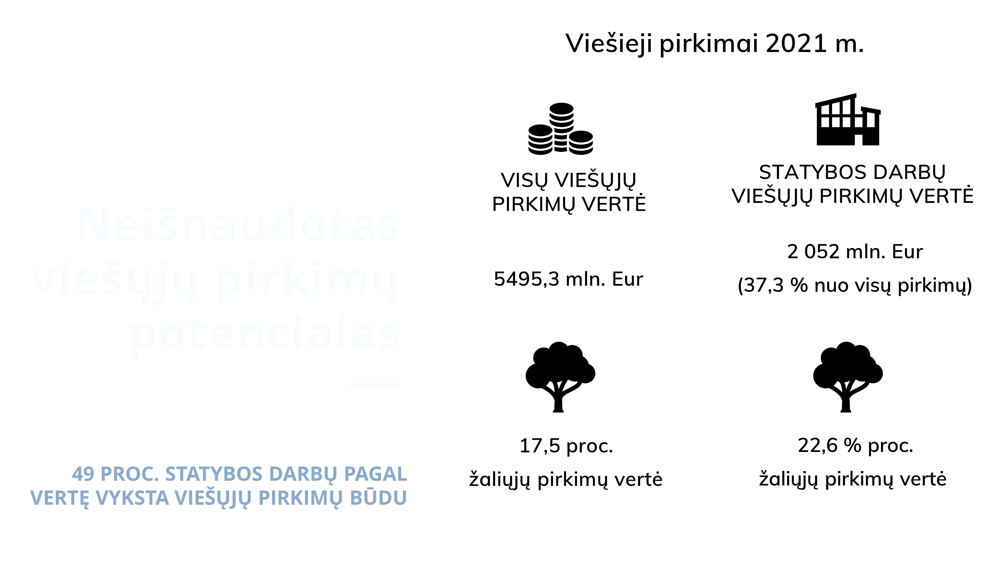 Neišnaudotas
viešųjų pirkimų
potencialas
49 PROC. STATYBOS DARBŲ PAGAL
VERTĘ VYKSTA VIEŠŲJŲ PIRKIMŲ BŪDU
Viešieji pirkimai 2021 m.
VISŲ VIEŠŲJŲ
PIRKIMŲ VERTĖ
5495,3 mln. Eur
STATYBOS DARBŲ
VIEŠŲJŲ PIRKIMŲ VERTĖ
2 052 mln. Eur
(37,3 % nuo visų pirkimų)
17,5 proc.
žaliųjų pirkimų vertė
22,6 % proc.
žaliųjų pirkimų vertė